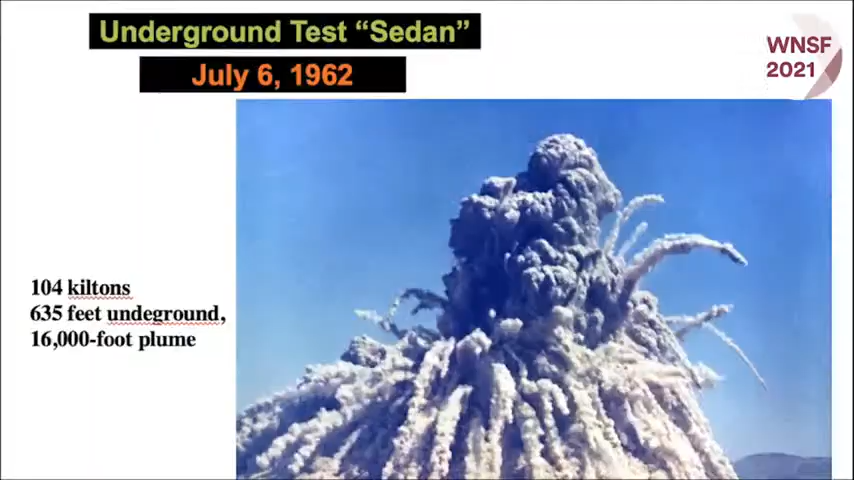 Underground Test “Sedan”
July 6, 1962
WNSF
2021
104 kiltons
635 feet undeground,
16,000-foot plume